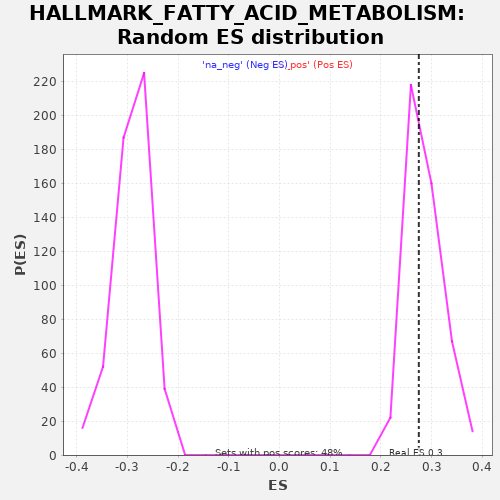 HALLMARK_FATTY_ACID_METABOLISM:
Random ES distribution
'na_neg' (Neg ES)_pos' (Pos ES)
P(ES)
220
200
180
160
140
120
100
80
60
40
20
0
Sets with pos scores: 48%
Real ES 0.3
-0.4 -0.3 -0.2 -0.1 0.0 0.1 0.2 0.3 0.4
ES